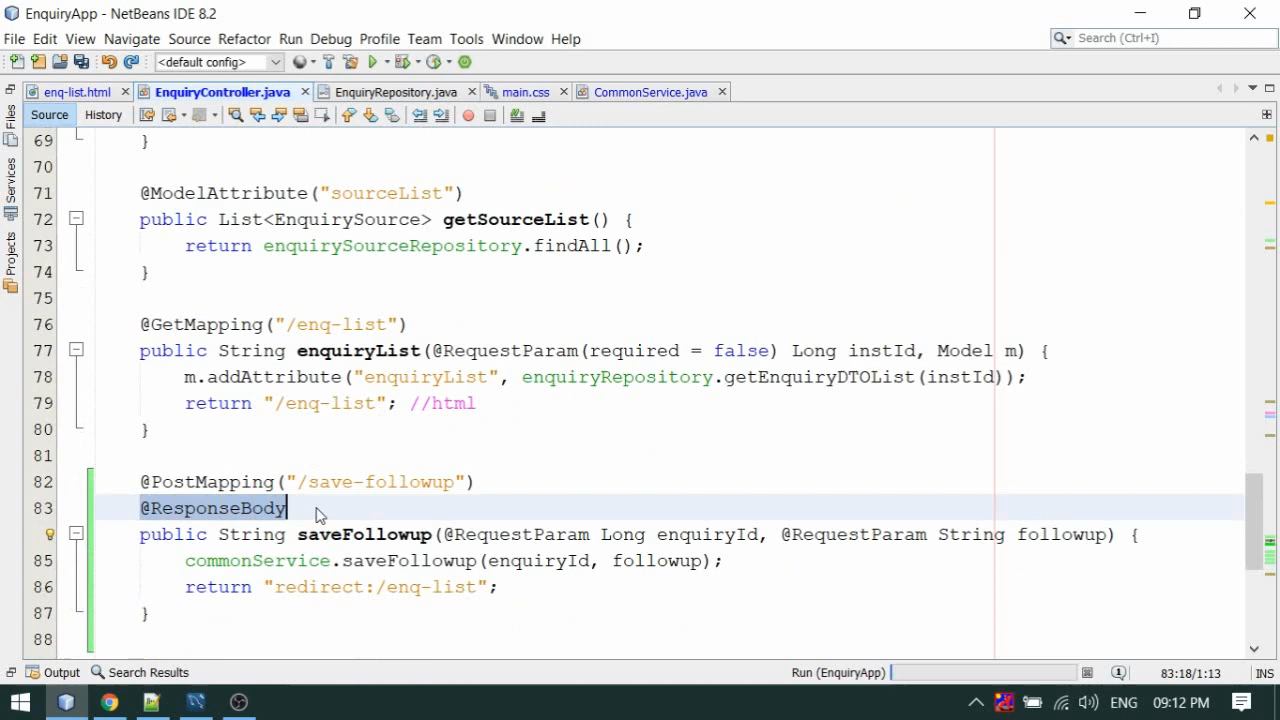 EnquiryApp - NetBeans IDE 8.2
File Edit View Navigate Source Refactor Run Debug Profile Team Tools Window Help
Search (Ctrl+I)
<default config>
enq-list.html EnquiryController.java EnquiryRepository.java main.css CommonService.java
Source History
Files
Services
Projects
69 }
70
71 @ModelAttribute("sourceList")
72 public List<EnquirySource> getSourceList() {
73 return enquirySourceRepository.findAll();
74 }
75
76 @GetMapping("/enq-list")
77 public String enquiryList(@RequestParam(required = false) Long instId, Model m) {
78 m.addAttribute("enquiryList", enquiryRepository.getEnquiryDTOList(instId));
79 return "/enq-list"; //html
80 }
81
82 @PostMapping("/save-followup")
83 @ResponseBody
public String saveFollowup(@RequestParam Long enquiryId, @RequestParam String followup) {
85 commonService.saveFollowup(enquiryId, followup);
86 return "redirect:/enq-list";
87 }
88
Output Search Results Run (EnquiryApp) 1 83:18/1:13 INS
ENG 09:12 PM